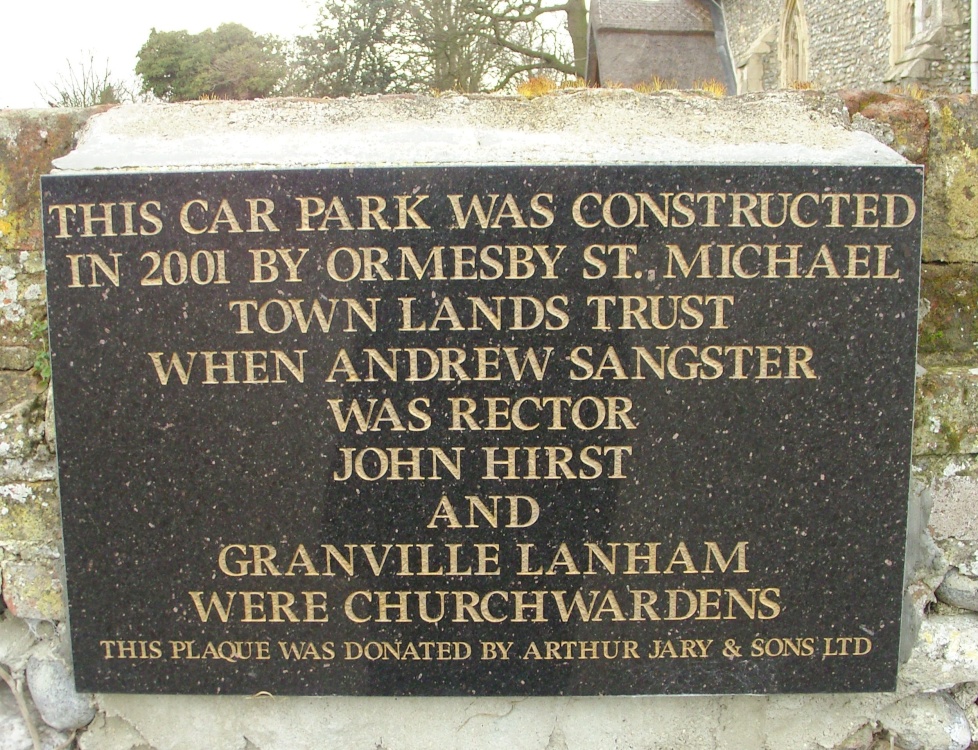 THIS CAR PARK WAS CONSTRUCTED
IN 2001 BY ORMESBY ST. MICHAEL
TOWN LANDS TRUST
WHEN ANDREW SANGSTER
WAS RECTOR
JOHN HIRST
AND
GRANVILLE LANHAM
WERE CHURCHWARDENS
THIS PLAQUE WAS DONATED BY ARTHUR JARY & SONS LTD